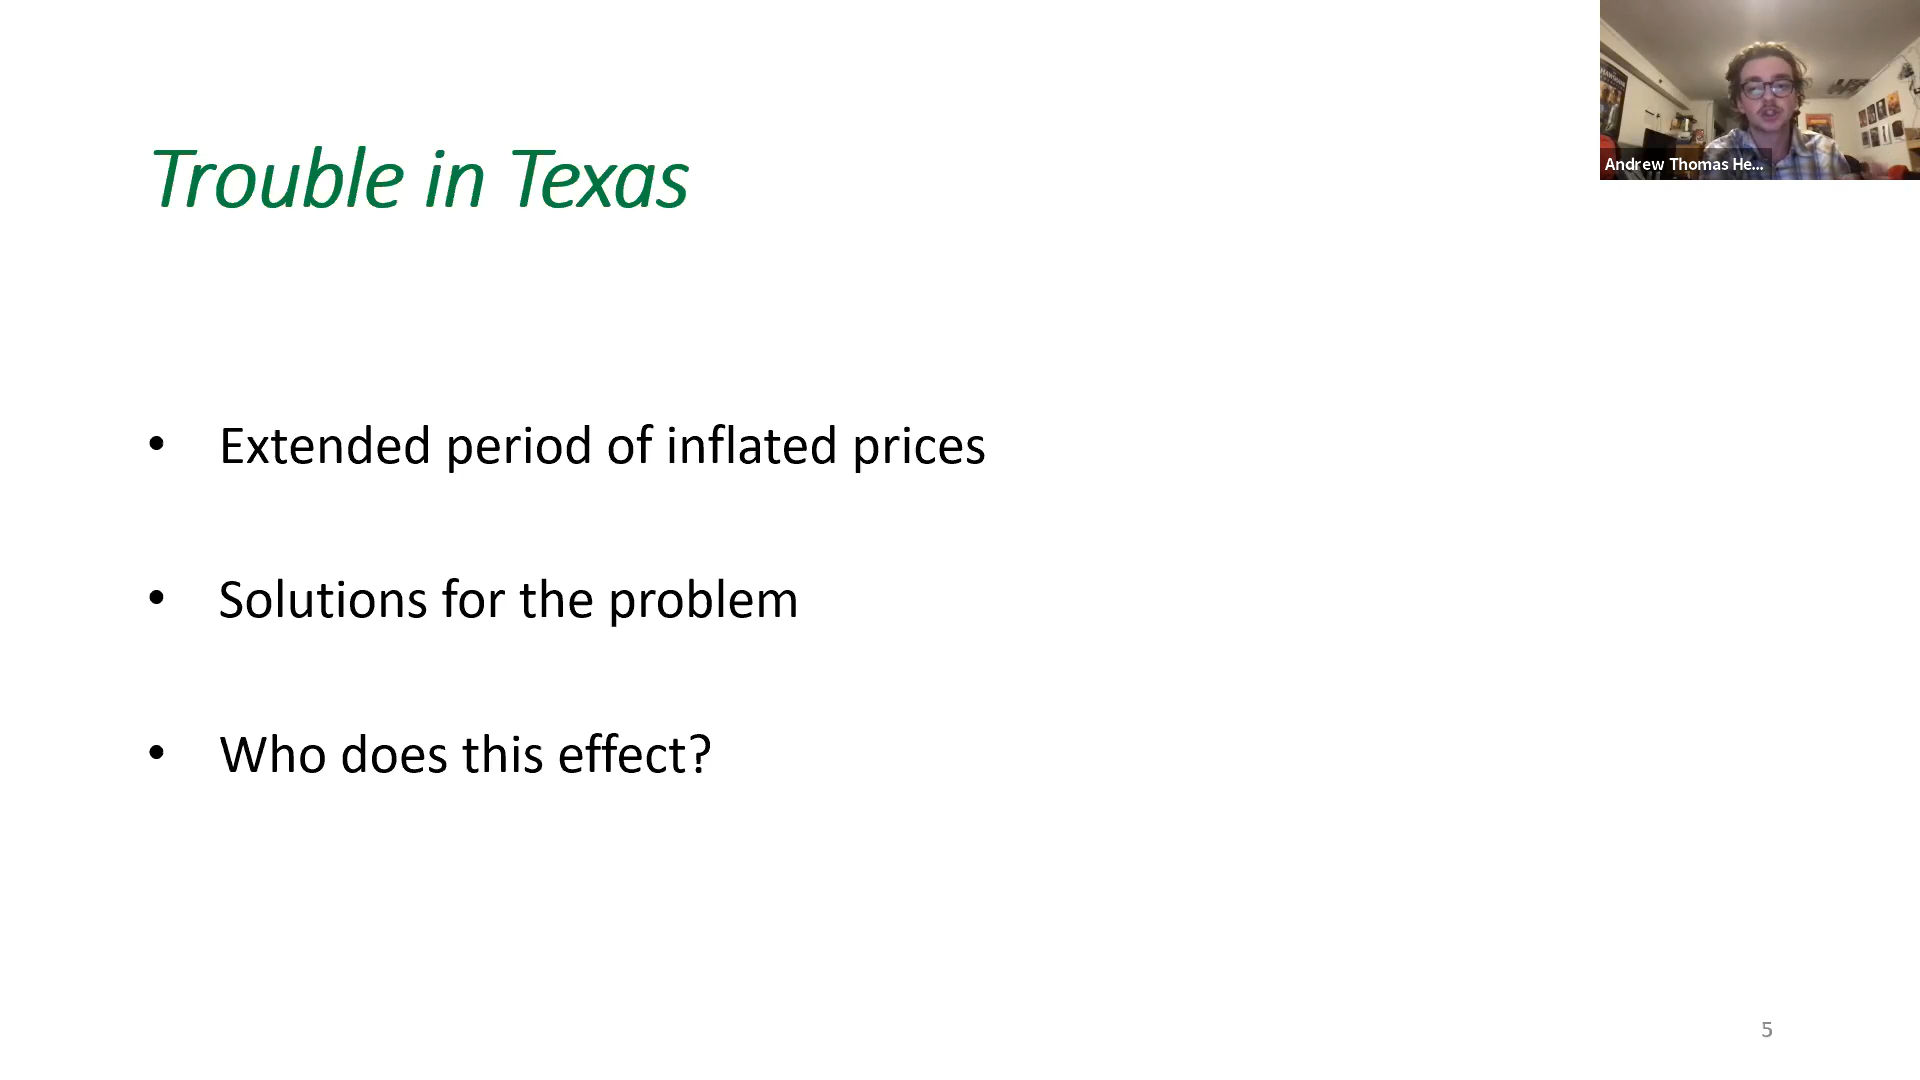 Trouble in Texas
Andrew Thomas He...
• Extended period of inflated prices
• Solutions for the problem
• Who does this effect?
5